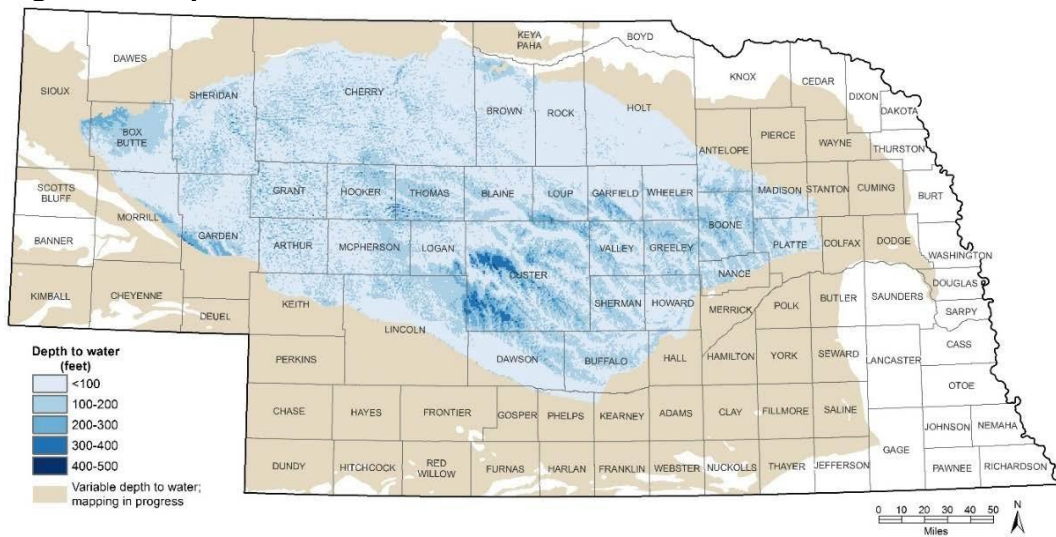 BOYD
KEYA
PAHA
DAWES
KNOX
CEDAR
SIOUX
SHERIDAN
CHERRY
HOLT
DIXON
DAKOTA
BROWN
ROCK
BOX
BUTTE
PIERCE
WAYNE
THURSTON
ANTELOPE
GRANT
HOOKER
THOMAS
BLAINE
LOUP
GARFIELD
WHEELER
MADISON
STANTON
CUMING
BURT
SCOTTS
BLUFF
MORRILL
GARDEN
BOONE
BANNER
ARTHUR
MCPHERSON
LOGAN
VALLEY
GREELEY
PLATTE
COLFAX
DODGE
WASHINGTON
CUSTER
NANCE
DOUGLAS
KIMBALL
CHEYENNE
KEITH
SHERMAN
HOWARD
MERRICK
POLK
BUTLER
SAUNDERS
SARPY
DEUEL
LINCOLN
CASS
PERKINS
DAWSON
BUFFALO
HALL
HAMILTON
YORK
SEWARD
LANCASTER
OTOE
CHASE
HAYES
FRONTIER
GOSPER
PHELPS
KEARNEY
ADAMS
CLAY
FILLMORE
SALINE
JOHNSON
NEMAHA
GAGE
DUNDY
HITCHCOCK
RED
WILLOW
FURNAS
HARLAN
FRANKLIN
WEBSTER
NUCKOLLS
THAYER
JEFFERSON
PAWNEE
RICHARDSON
Depth to water
(feet)
<100
100-200
200-300
300-400
400-500
Variable depth to water;
mapping in progress
0 10 20 30 40 50
Miles
N